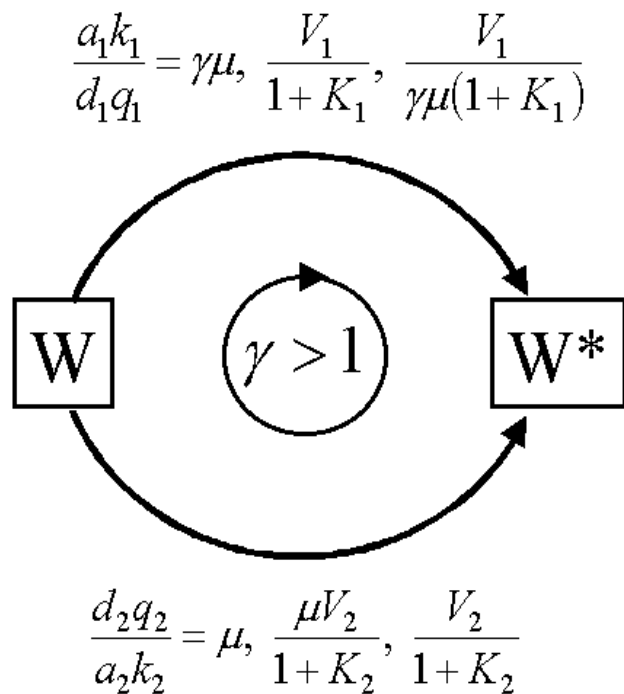 a₁k₁/d₁q₁ = γμ, V₁/(1 + K₁), V₁/(γμ(1 + K₁))
W γ > 1 W*
d₂q₂/a₂k₂ = μ, μV₂/(1 + K₂), V₂/(1 + K₂)